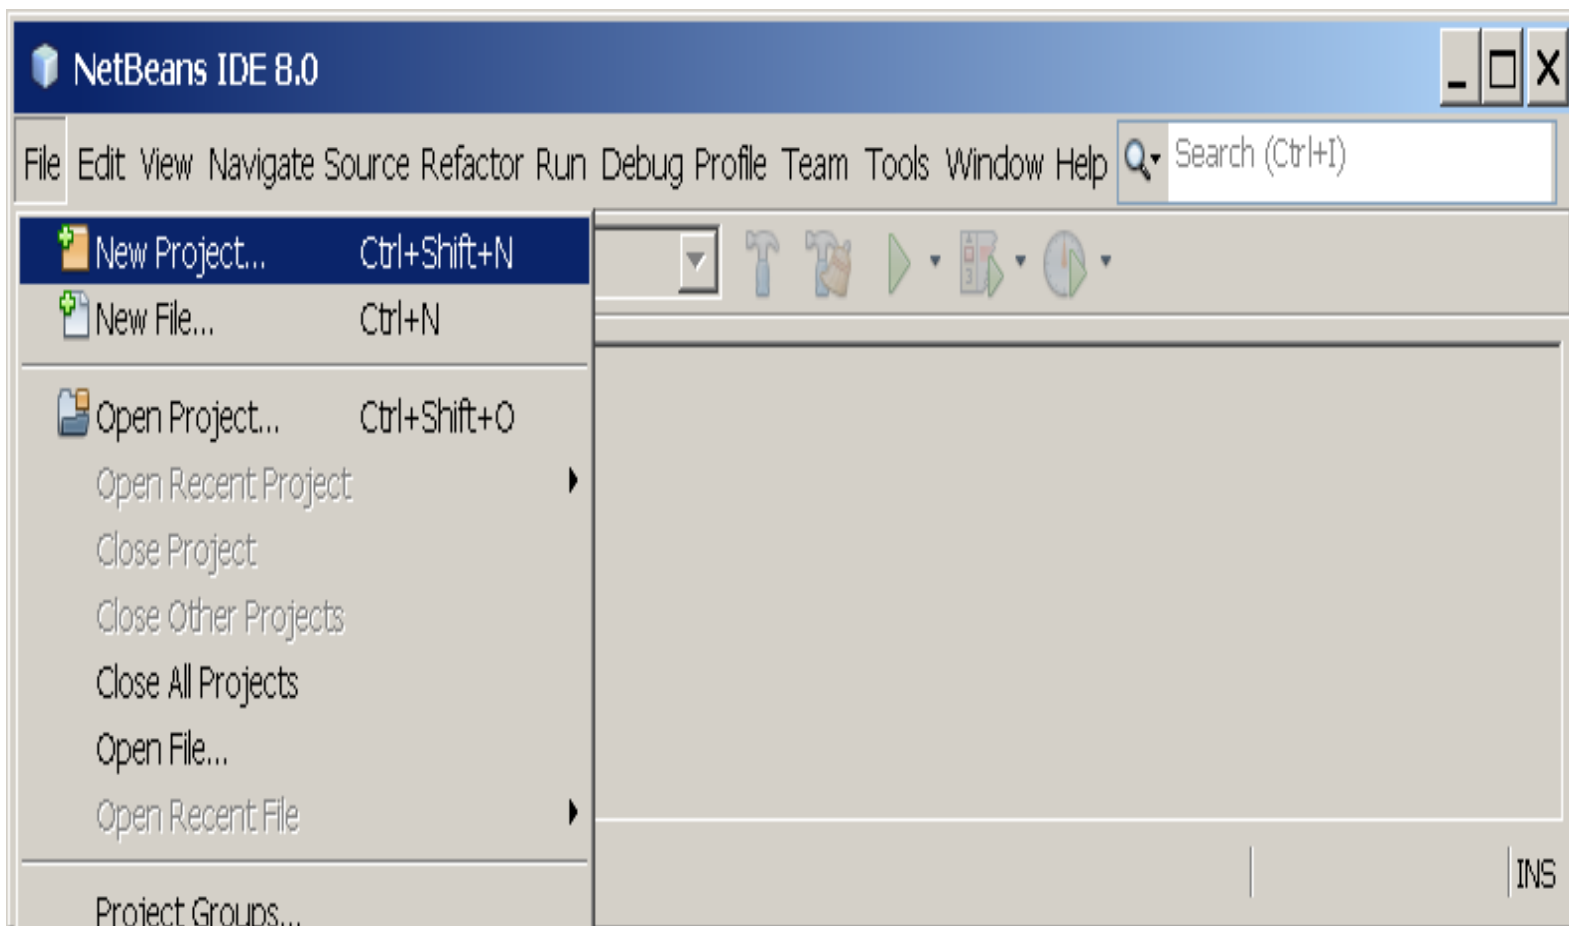 NetBeans IDE 8.0
File Edit View Navigate Source Refactor Run Debug Profile Team Tools Window Help Search (Ctrl+I)
New Project... Ctrl+Shift+N
New File... Ctrl+N
Open Project... Ctrl+Shift+O
Open Recent Project
Close Project
Close Other Projects
Close All Projects
Open File...
Open Recent File
Project Groups...
INS